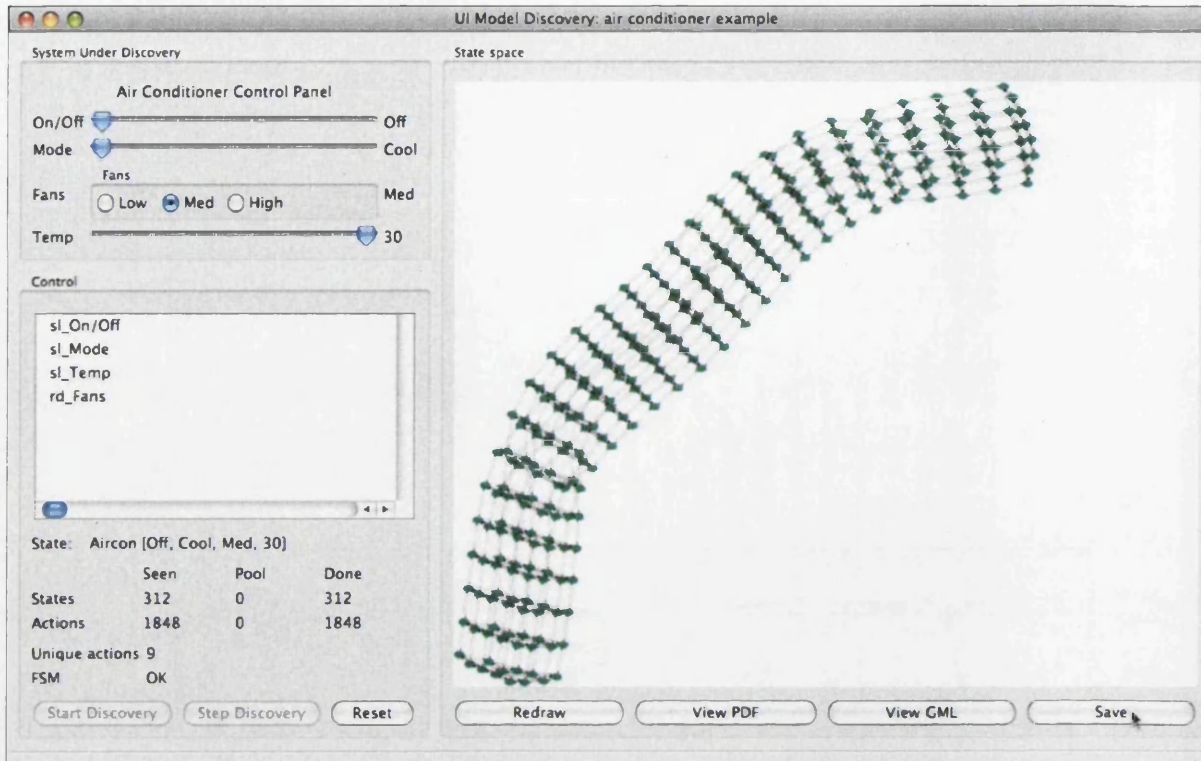 UI Model Discovery: air conditioner example
System Under Discovery
Air Conditioner Control Panel
On/Off Off
Mode Cool
Fans
Fans Low Med High Med
Temp 30
Control
sl_On/Off
sl_Mode
sl_Temp
rd_Fans
State: Aircon [Off, Cool, Med, 30]
Seen Pool Done
States 312 0 312
Actions 1848 0 1848
Unique actions 9
FSM OK
Start Discovery Step Discovery Reset
State space
Redraw View PDF View GML Save